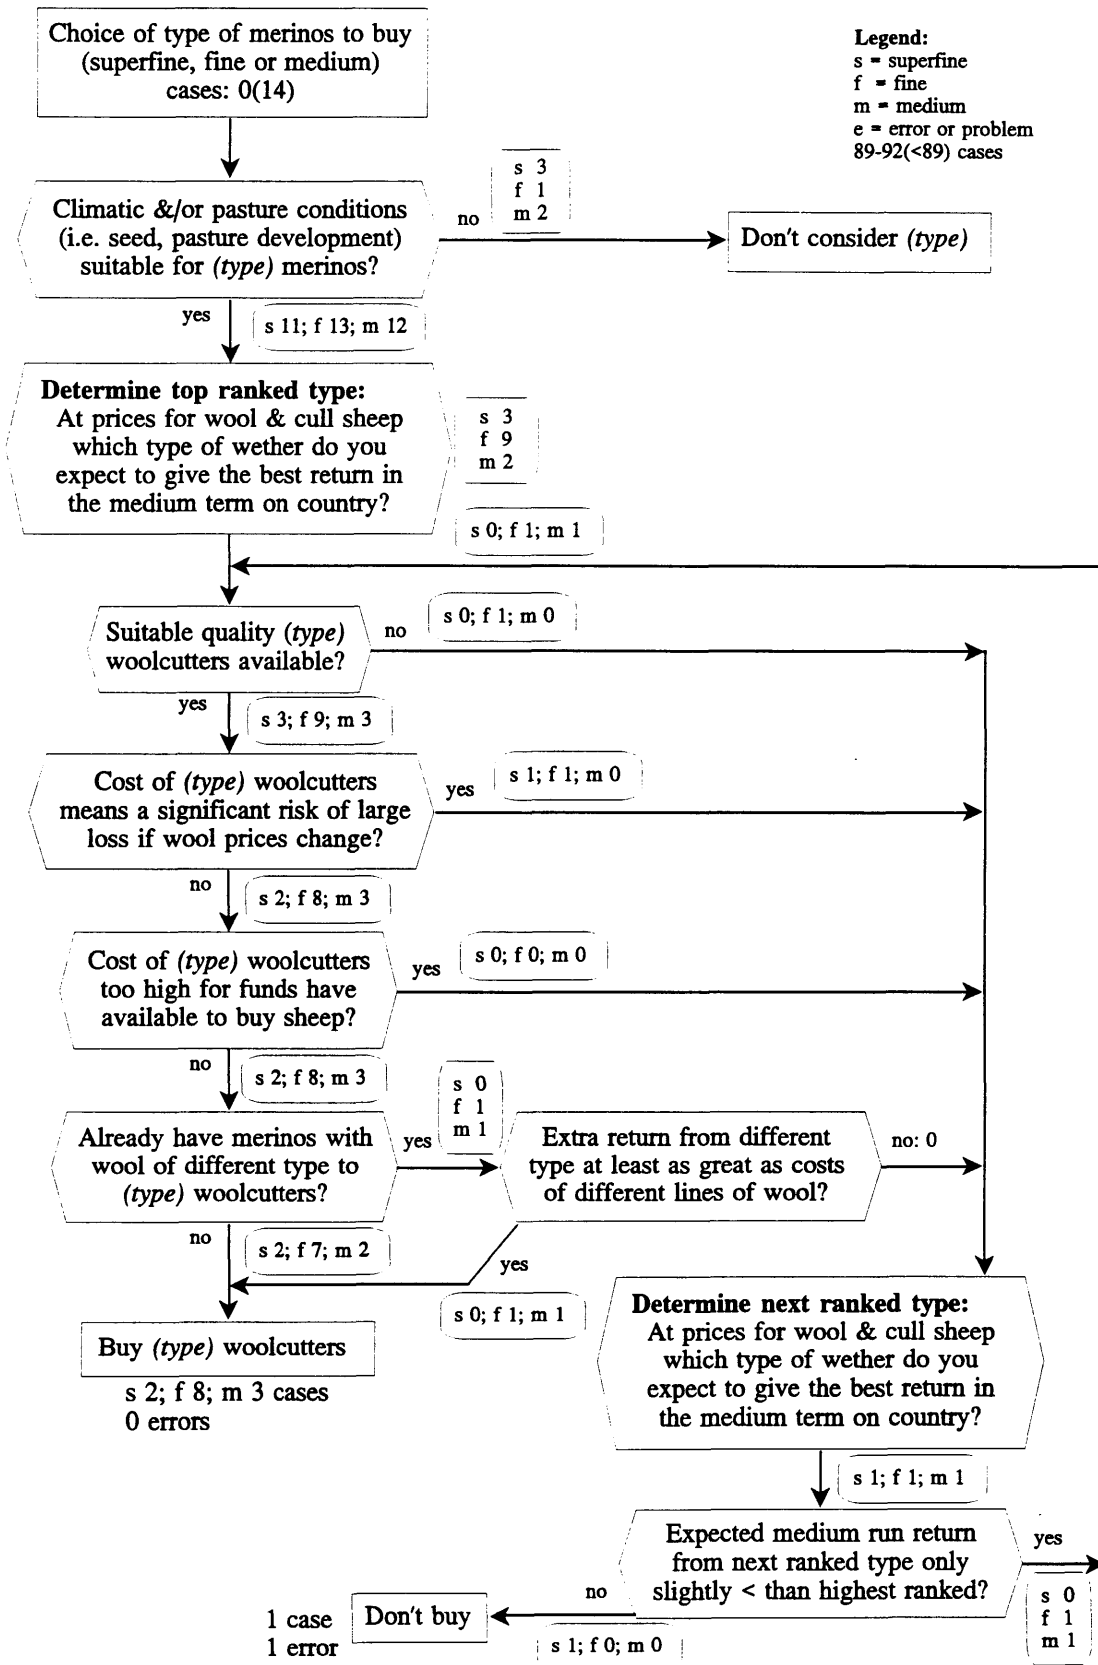 Choice of type of merinos to buy
(superfine, fine or medium)
cases: 0(14)
Legend:
s = superfine
f = fine
m = medium
e = error or problem
89-92(<89) cases
s 3
f 1
m 2
Climatic &/or pasture conditions
(i.e. seed, pasture development)
suitable for (type) merinos?
no
Don't consider (type)
yes
s 11; f 13; m 12
Determine top ranked type:
At prices for wool & cull sheep
which type of wether do you
expect to give the best return in
the medium term on country?
s 3
f 9
m 2
s 0; f 1; m 1
Suitable quality (type)
woolcutters available?
no
s 0; f 1; m 0
yes
s 3; f 9; m 3
Cost of (type) woolcutters
means a significant risk of large
loss if wool prices change?
yes
s 1; f 1; m 0
no
s 2; f 8; m 3
Cost of (type) woolcutters
too high for funds have
available to buy sheep?
yes
s 0; f 0; m 0
no
s 2; f 8; m 3
Already have merinos with
wool of different type to
(type) woolcutters?
yes
s 0
f 1
m 1
Extra return from different
type at least as great as costs
of different lines of wool?
no: 0
no
s 2; f 7; m 2
yes
s 0; f 1; m 1
Buy (type) woolcutters
s 2; f 8; m 3 cases
0 errors
Determine next ranked type:
At prices for wool & cull sheep
which type of wether do you
expect to give the best return in
the medium term on country?
s 1; f 1; m 1
Expected medium run return
from next ranked type only
slightly < than highest ranked?
yes
s 0
f 1
m 1
no
s 1; f 0; m 0
Don't buy
1 case
1 error